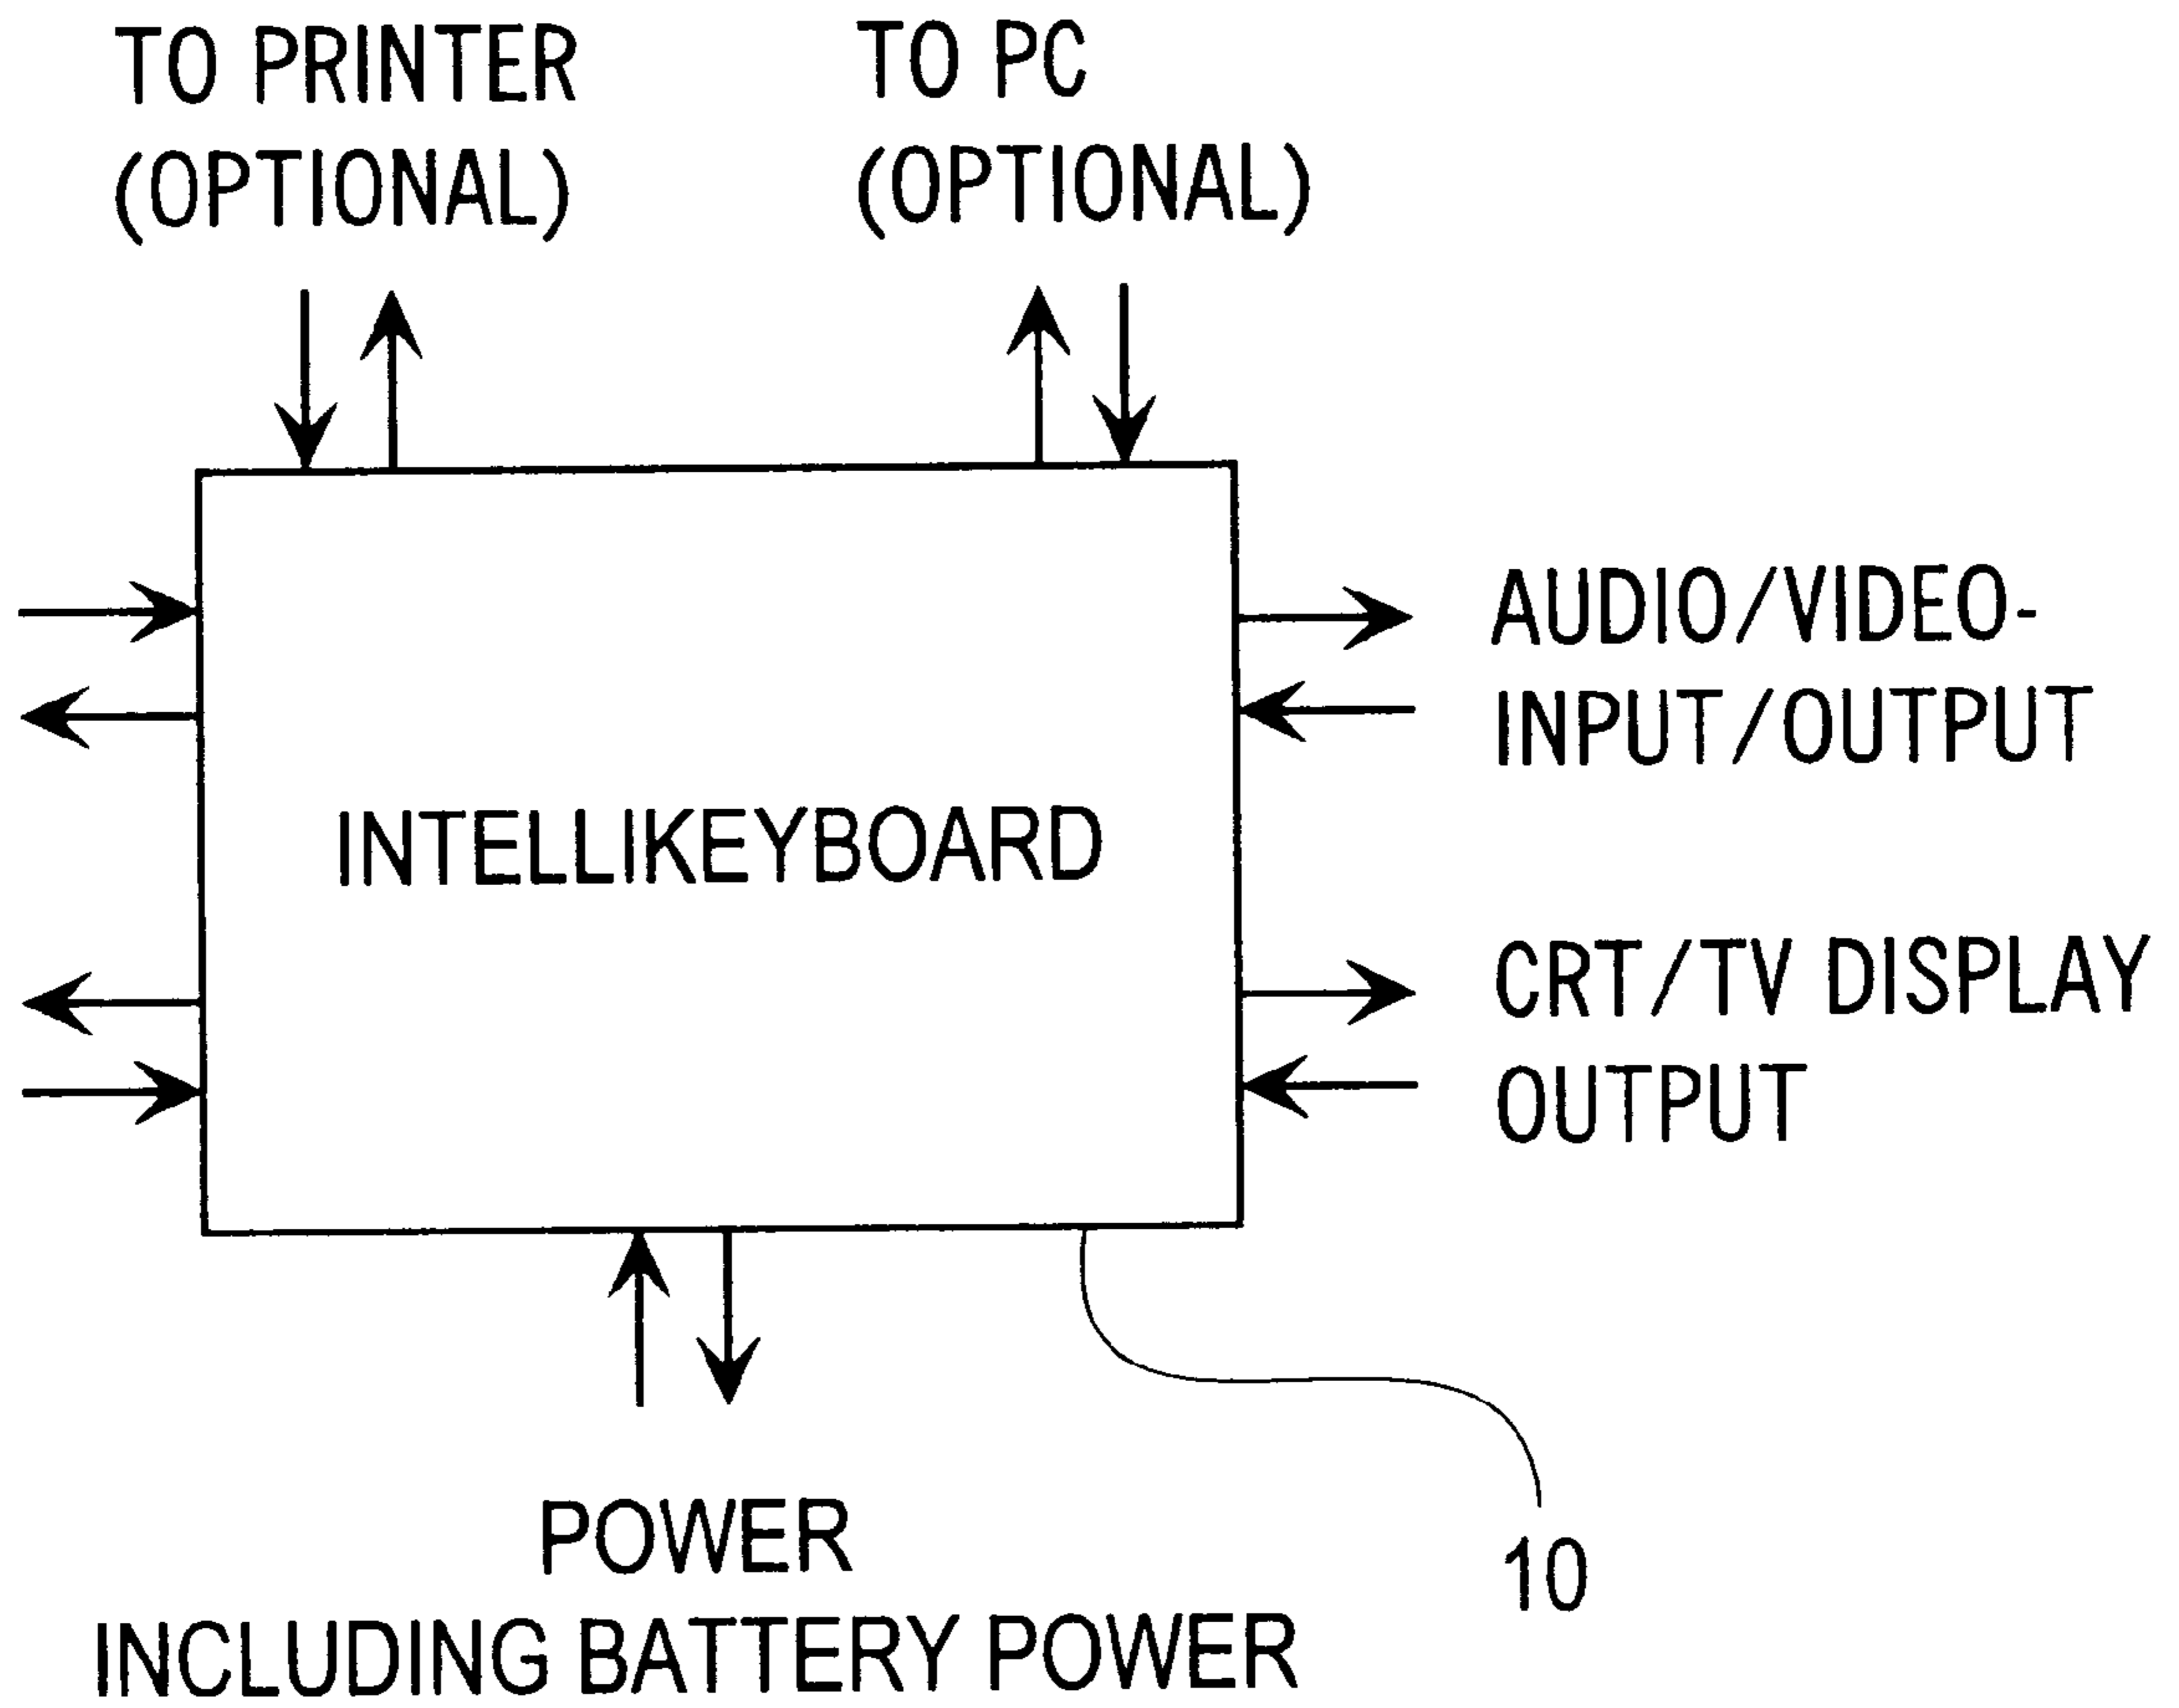 TO PRINTER
(OPTIONAL)
TO PC
(OPTIONAL)
AUDIO/VIDEO-
INPUT/OUTPUT
INTELLIKEYBOARD
CRT/TV DISPLAY
OUTPUT
POWER
INCLUDING BATTERY POWER
10